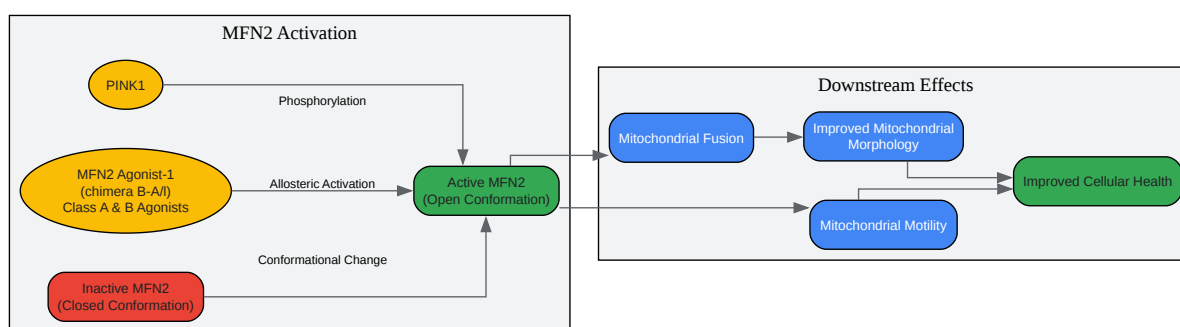 MFN2 Activation
PINK1
Phosphorylation
MFN2 Agonist-1
(chimera B-A/l)
Class A & B Agonists
Allosteric Activation
Active MFN2
(Open Conformation)
Conformational Change
Inactive MFN2
(Closed Conformation)
Downstream Effects
Mitochondrial Fusion
Improved Mitochondrial
Morphology
Improved Cellular Health
Mitochondrial Motility